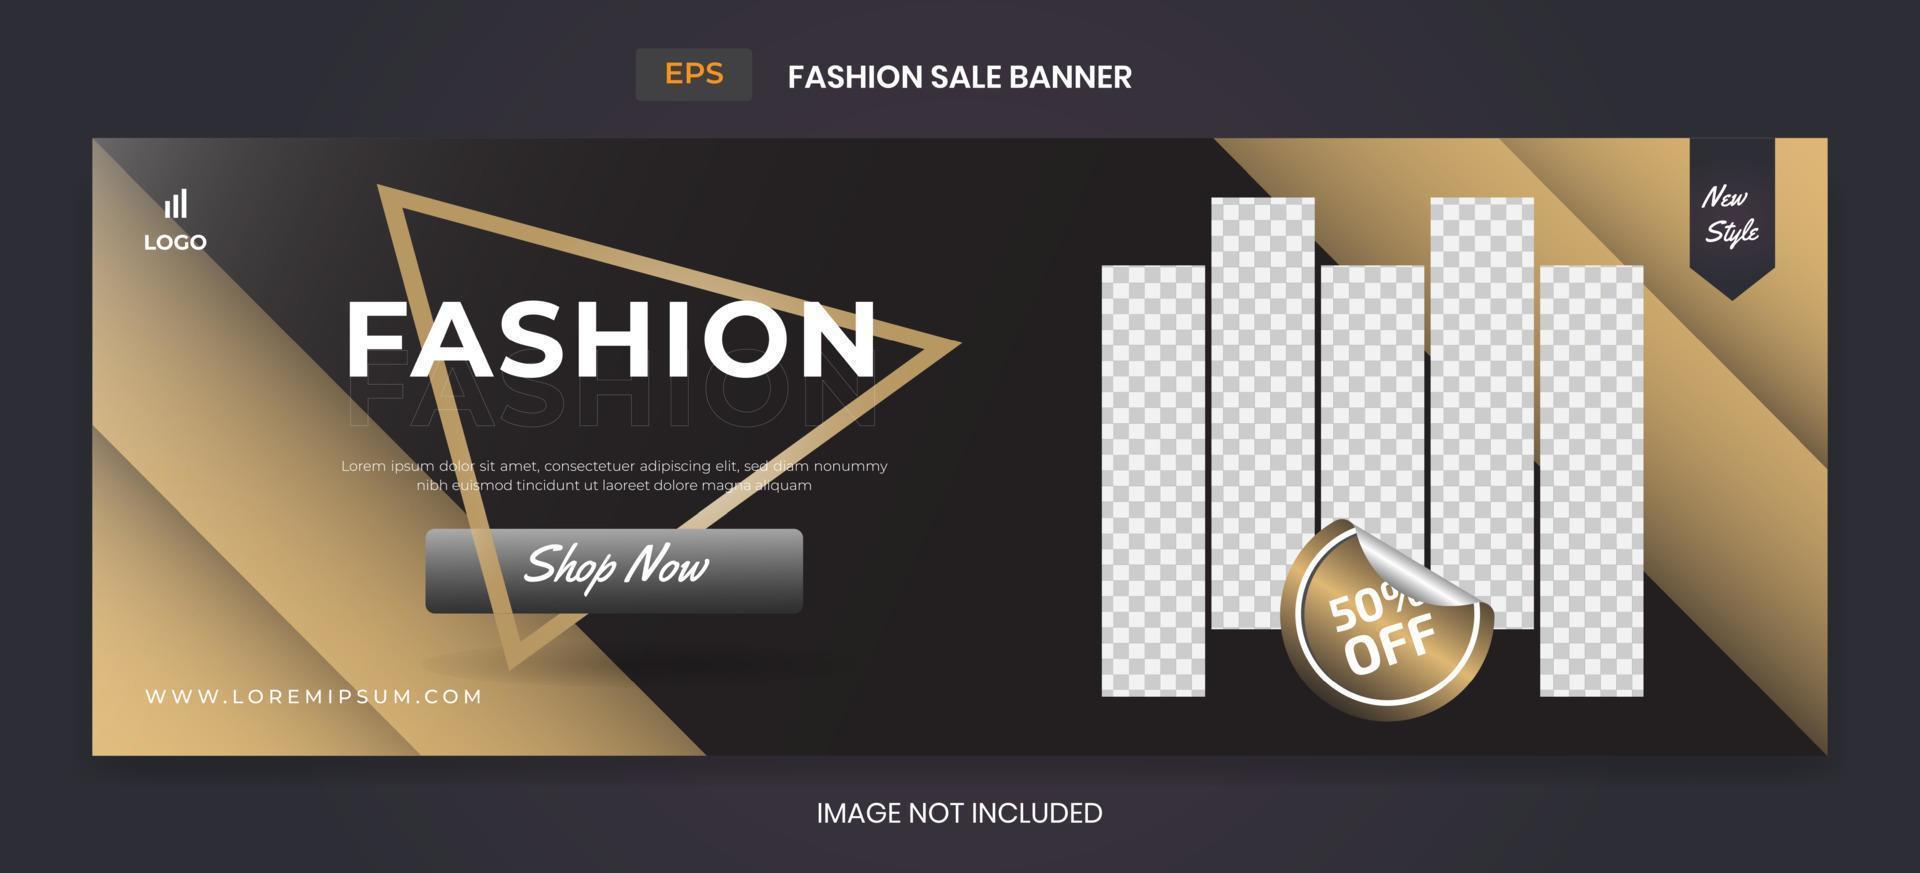 EPS
FASHION SALE BANNER
LOGO
New
Style
FASHION
FASHION
Lorem ipsum dolor sit amet, consectetuer adipiscing elit, sed diam nonummy
nibh euismod tincidunt ut laoreet dolore magna aliquam
Shop Now
50%
OFF
WWW.LOREMIPSUM.COM
IMAGE NOT INCLUDED